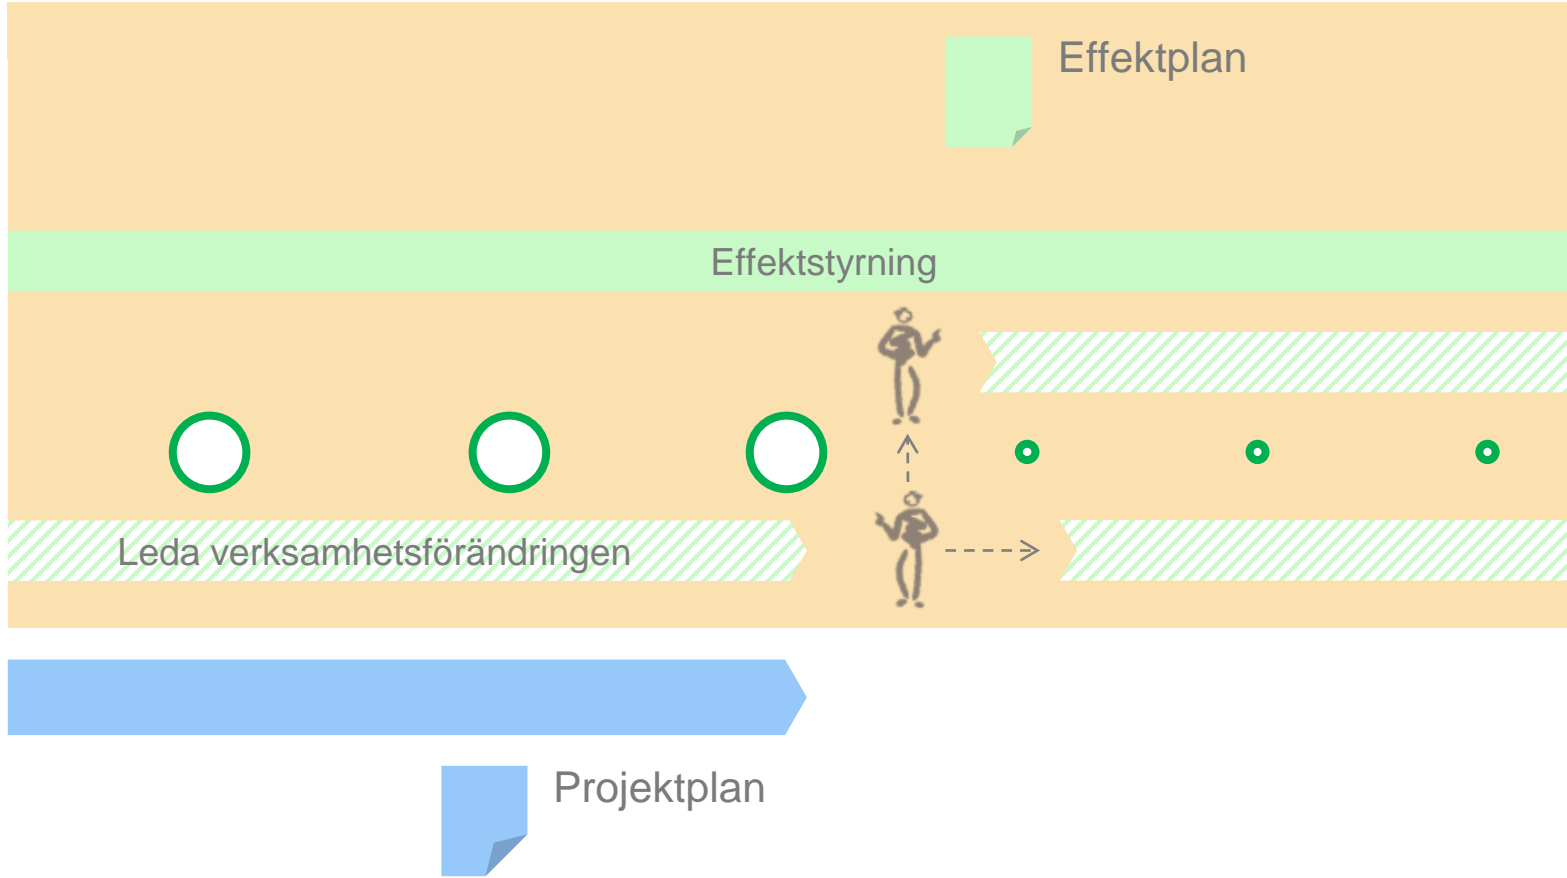 Effektplan
Effektstyrning
Leda verksamhetsförändringen
Projektplan